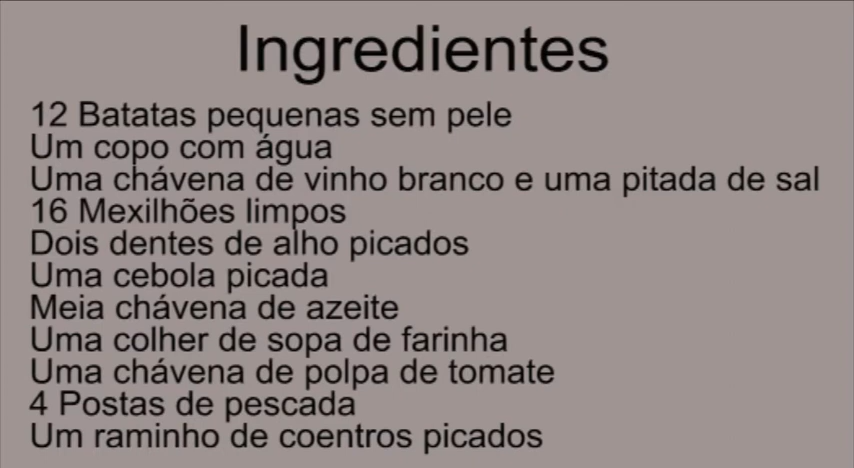 Ingredientes
12 Batatas pequenas sem pele
Um copo com água
Uma chávena de vinho branco e uma pitada de sal
16 Mexilhões limpos
Dois dentes de alho picados
Uma cebola picada
Meia chávena de azeite
Uma colher de sopa de farinha
Uma chávena de polpa de tomate
4 Postas de pescada
Um raminho de coentros picados